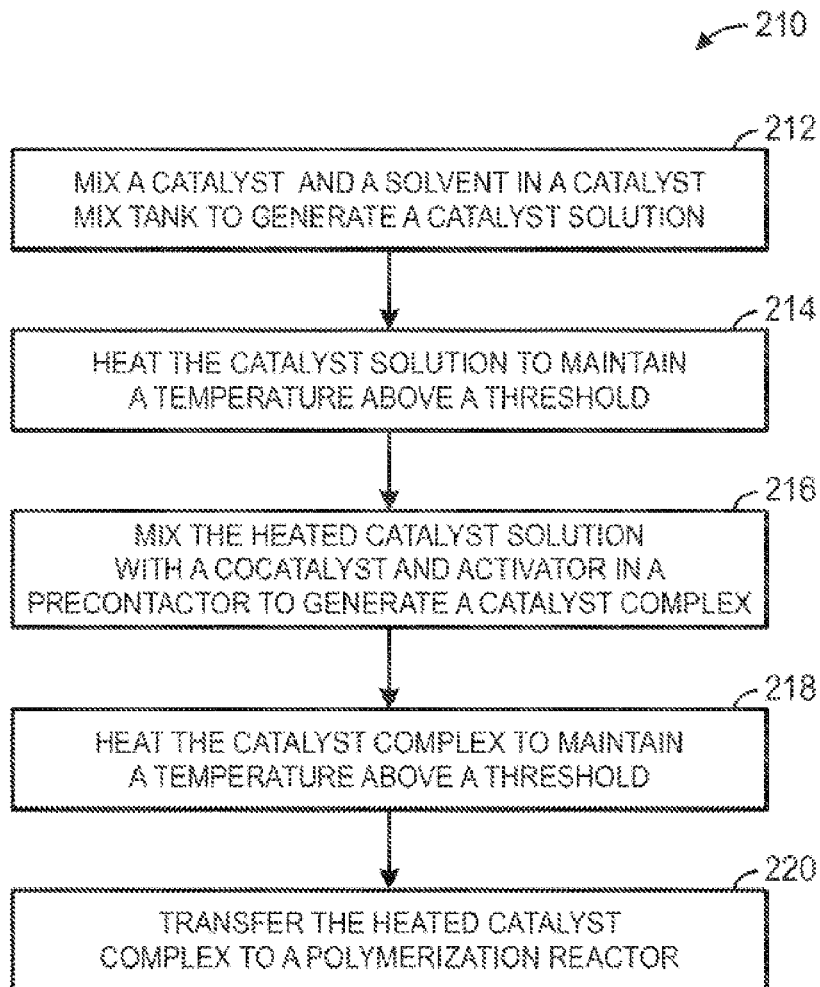 210
212
MIX A CATALYST AND A SOLVENT IN A CATALYST
MIX TANK TO GENERATE A CATALYST SOLUTION
214
HEAT THE CATALYST SOLUTION TO MAINTAIN
A TEMPERATURE ABOVE A THRESHOLD
216
MIX THE HEATED CATALYST SOLUTION
WITH A COCATALYST AND ACTIVATOR IN A
PRECONTACTOR TO GENERATE A CATALYST COMPLEX
218
HEAT THE CATALYST COMPLEX TO MAINTAIN
A TEMPERATURE ABOVE A THRESHOLD
220
TRANSFER THE HEATED CATALYST
COMPLEX TO A POLYMERIZATION REACTOR